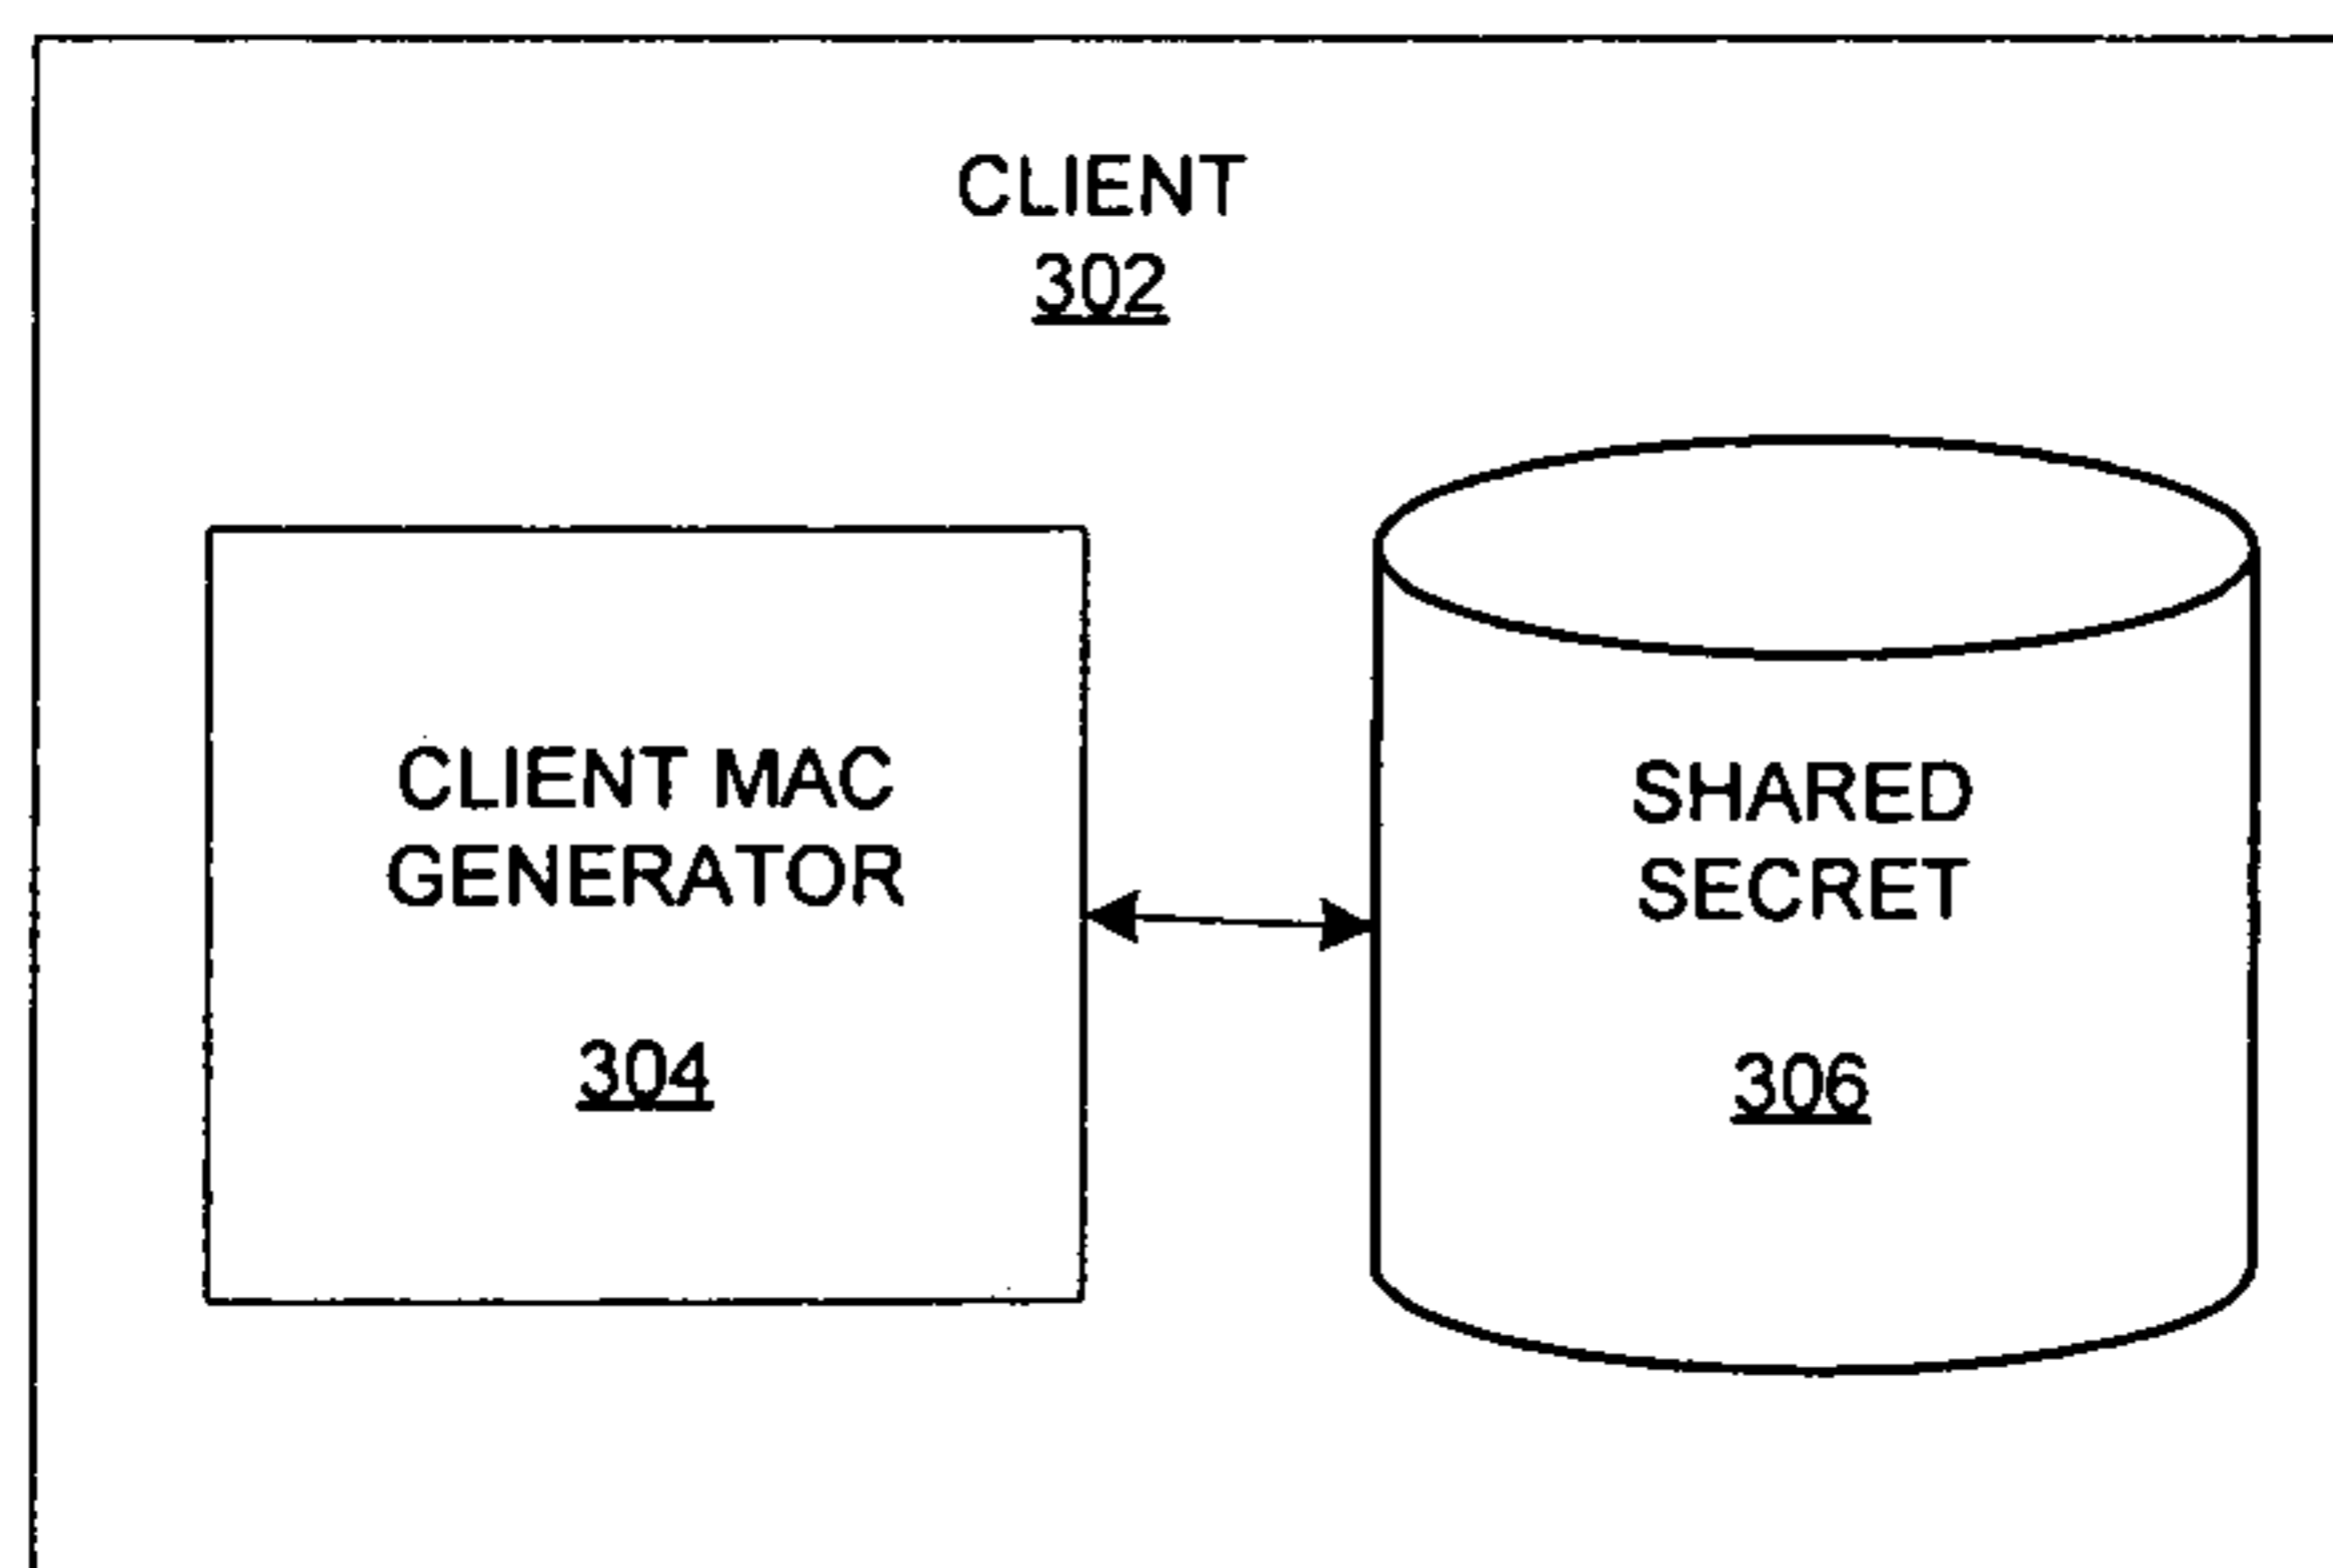 CLIENT
302
CLIENT MAC
GENERATOR
304
SHARED
SECRET
306